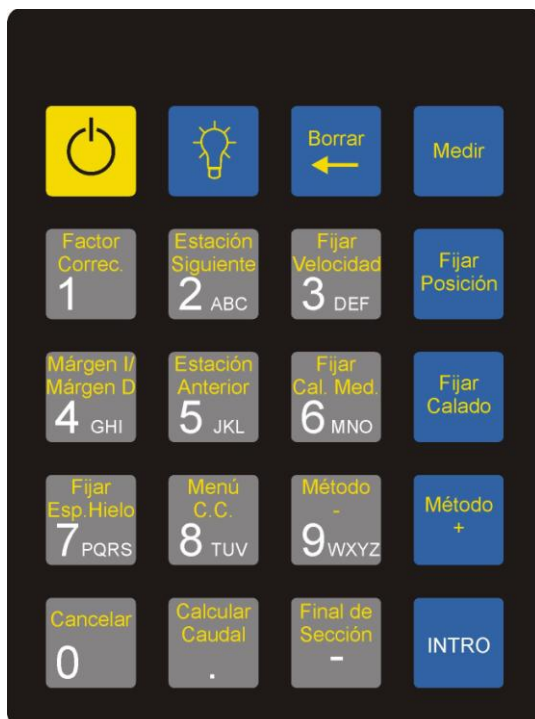 Borrar
Medir
Factor
Correc.
1
Estación
Siguiente
2 ABC
Fijar
Velocidad
3 DEF
Fijar
Posición
Márgen I/
Márgen D
4 GHI
Estación
Anterior
5 JKL
Fijar
Cal. Med.
6 MNO
Fijar
Calado
Fijar
Esp.Hielo
7 PQRS
Menú
C.C.
8 TUV
Método
-
9 WXYZ
Método
+
Cancelar
0
Calcular
Caudal
.
Final de
Sección
-
INTRO